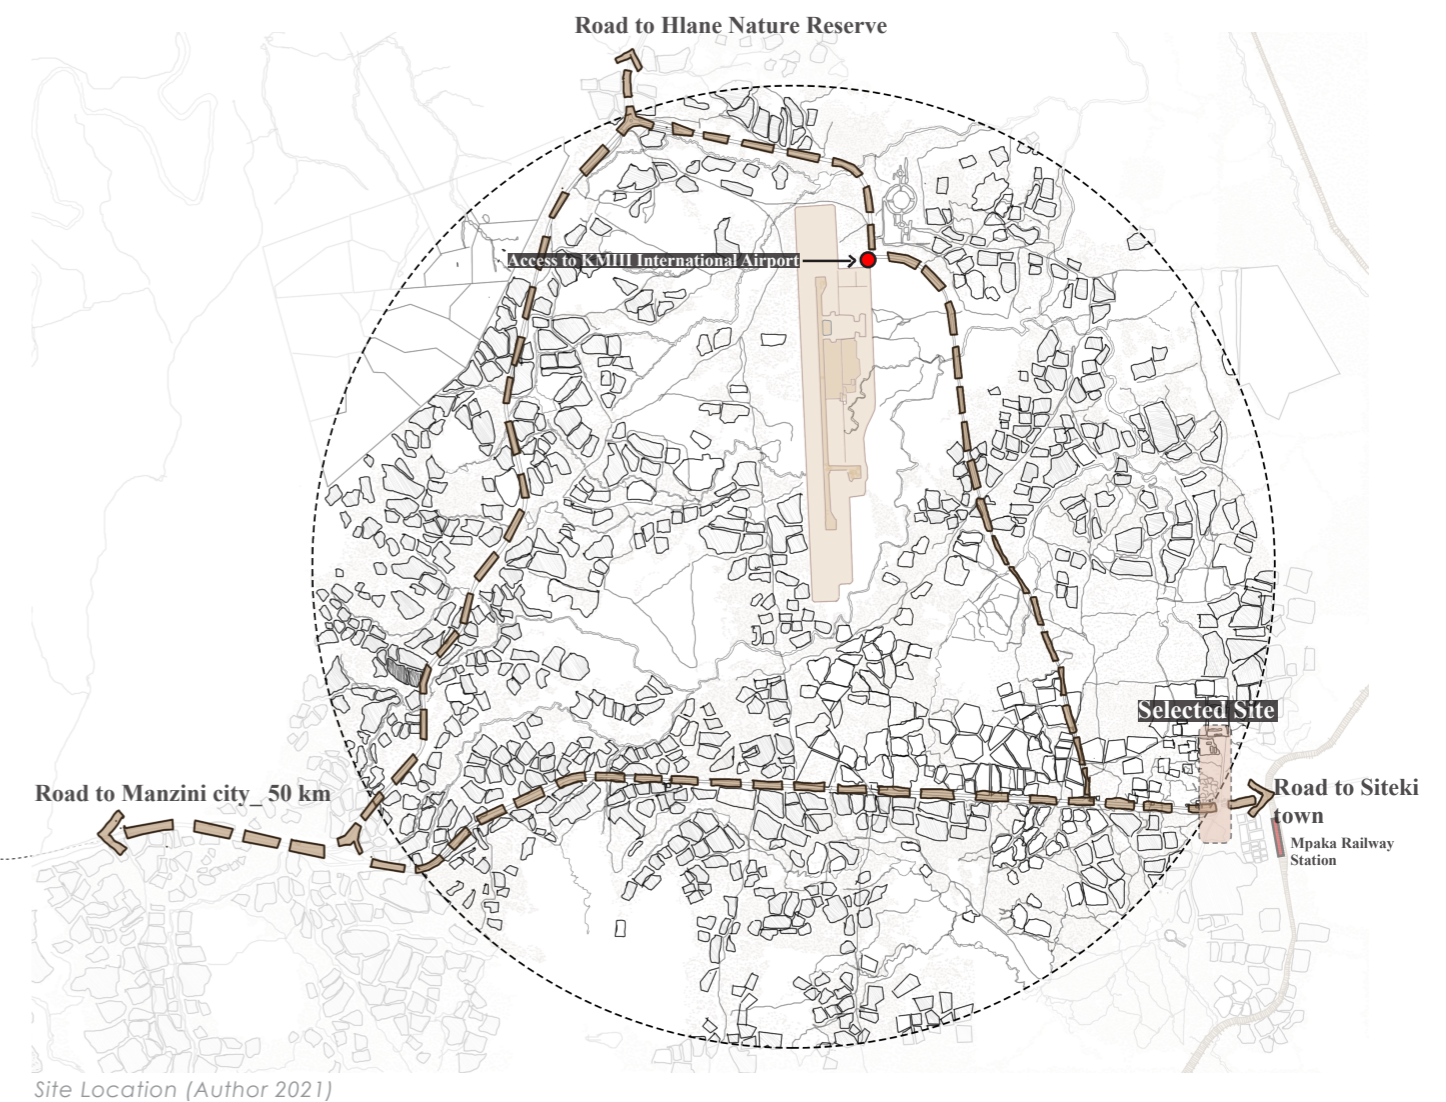 Road to Hlane Nature Reserve
Access to KMIII International Airport
Selected Site
Road to Manzini city_ 50 km
Road to Siteki
town
Mpaka Railway
Station
Site Location (Author 2021)